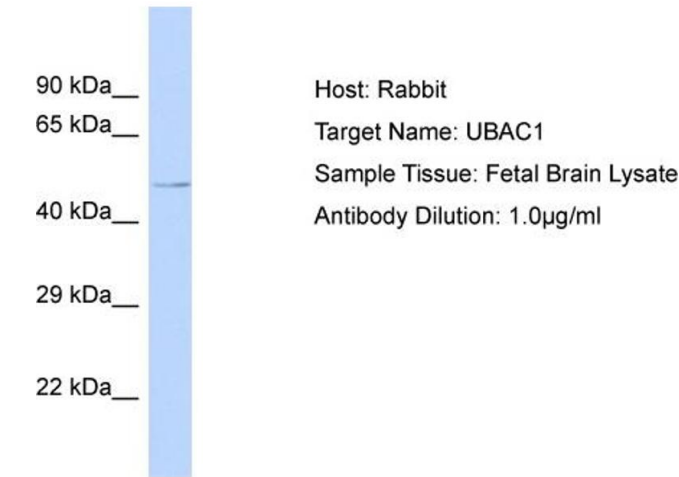 90 kDa__
65 kDa__
40 kDa__
29 kDa__
22 kDa__
Host: Rabbit
Target Name: UBAC1
Sample Tissue: Fetal Brain Lysate
Antibody Dilution: 1.0µg/ml